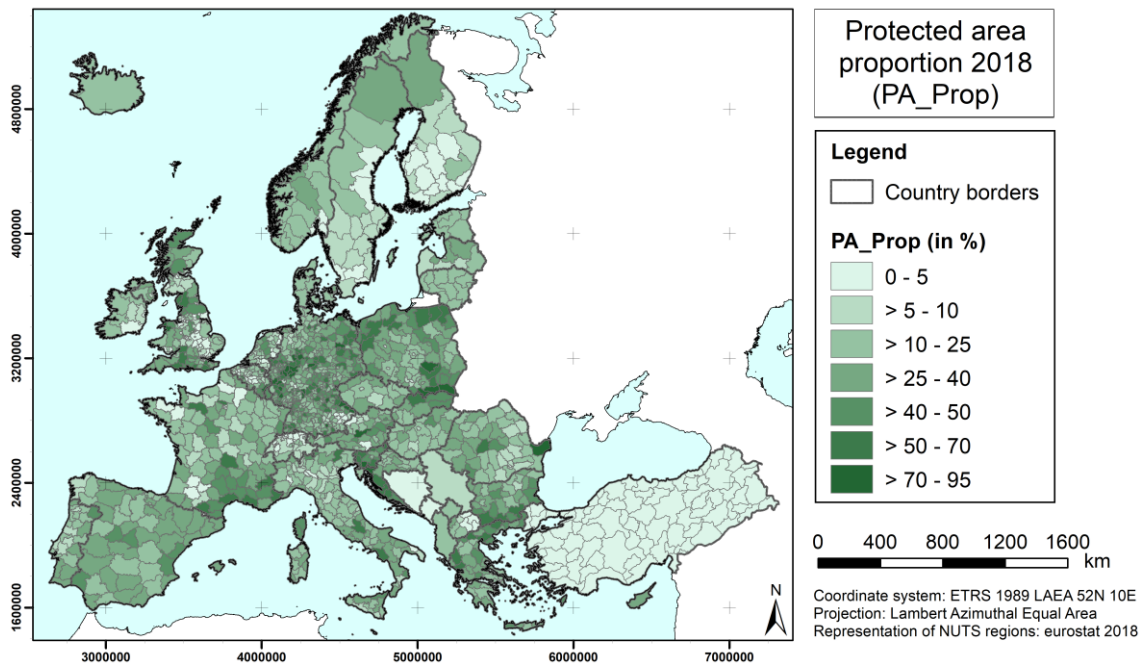 Protected area
proportion 2018
(PA_Prop)
Legend
Country borders
PA_Prop (in %)
0 - 5
> 5 - 10
> 10 - 25
> 25 - 40
> 40 - 50
> 50 - 70
> 70 - 95
0 400 800 1200 1600
km
N
Coordinate system: ETRS 1989 LAEA 52N 10E
Projection: Lambert Azimuthal Equal Area
Representation of NUTS regions: eurostat 2018
4800000
4000000
3200000
2400000
1600000
3000000 4000000 5000000 6000000 7000000